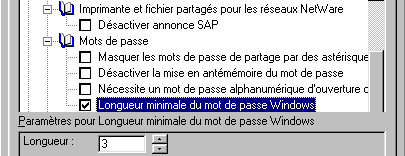 Imprimante et fichier partagés pour les réseaux NetWare
Désactiver annonce SAP
Mots de passe
Masquer les mots de passe de partage par des astérisque
Désactiver la mise en antémémoire du mot de passe
Nécessite un mot de passe alphanumérique d'ouverture d
Longueur minimale du mot de passe Windows
Paramètres pour Longueur minimale du mot de passe Windows
Longueur :
3